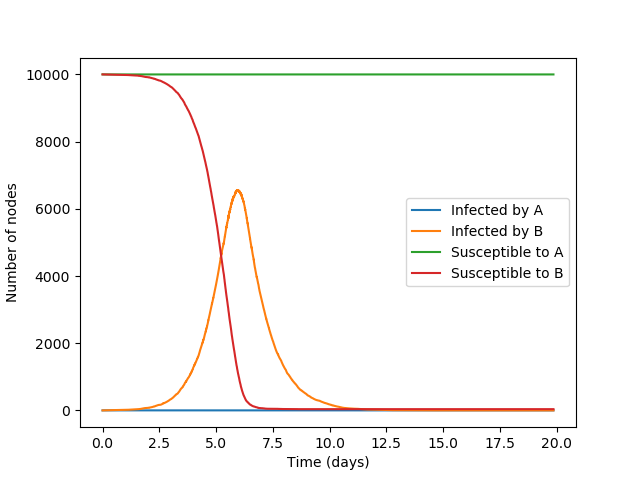 10000
8000
6000
4000
2000
0
Number of nodes
Infected by A
Infected by B
Susceptible to A
Susceptible to B
0.0 2.5 5.0 7.5 10.0 12.5 15.0 17.5 20.0
Time (days)